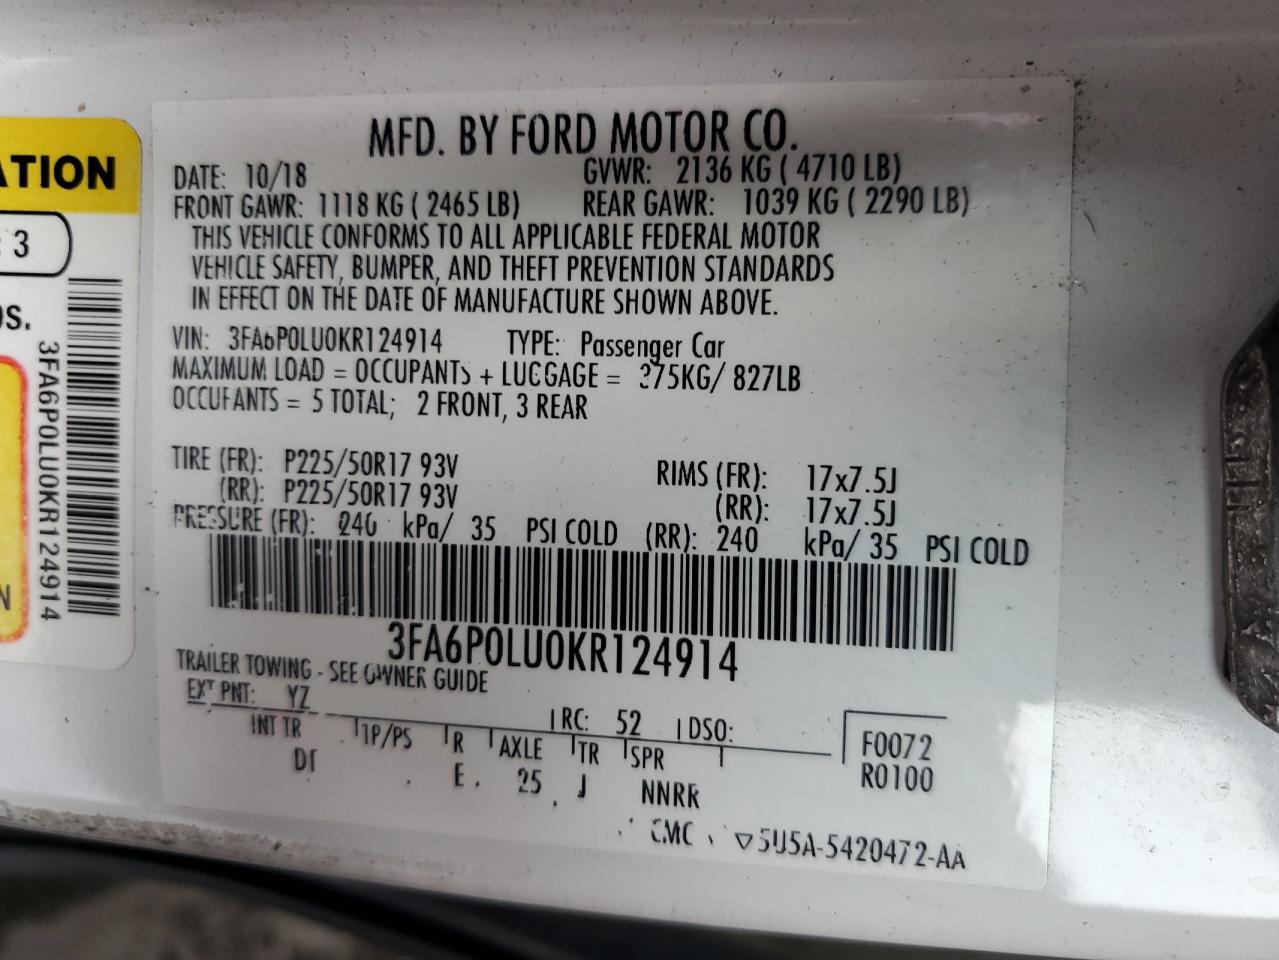 MFD. BY FORD MOTOR CO.
DATE: 10/18 GVWR: 2136 KG ( 4710 LB)
FRONT GAWR: 1118 KG ( 2465 LB) REAR GAWR: 1039 KG ( 2290 LB)
THIS VEHICLE CONFORMS TO ALL APPLICABLE FEDERAL MOTOR
VEHICLE SAFETY, BUMPER, AND THEFT PREVENTION STANDARDS
IN EFFECT ON THE DATE OF MANUFACTURE SHOWN ABOVE.
VIN: 3FA6P0LU0KR124914 TYPE: Passenger Car
MAXIMUM LOAD = OCCUPANTS + LUGGAGE = 375KG/ 827LB
OCCUPANTS = 5 TOTAL; 2 FRONT, 3 REAR
TIRE (FR): P225/50R17 93V RIMS (FR): 17x7.5J
(RR): P225/50R17 93V (RR): 17x7.5J
PRESSURE (FR): 240 kPa/ 35 PSI COLD (RR): 240 kPa/ 35 PSI COLD
3FA6P0LU0KR124914
TRAILER TOWING - SEE OWNER GUIDE
EXT PNT: YZ RC: 52 DSO:
INT TR TP/PS R AXLE TR SPR
E 25 J NNRR
F0072
R0100
5U5A-5420472-AA
ATION
3
3FA6P0LU0KR124914